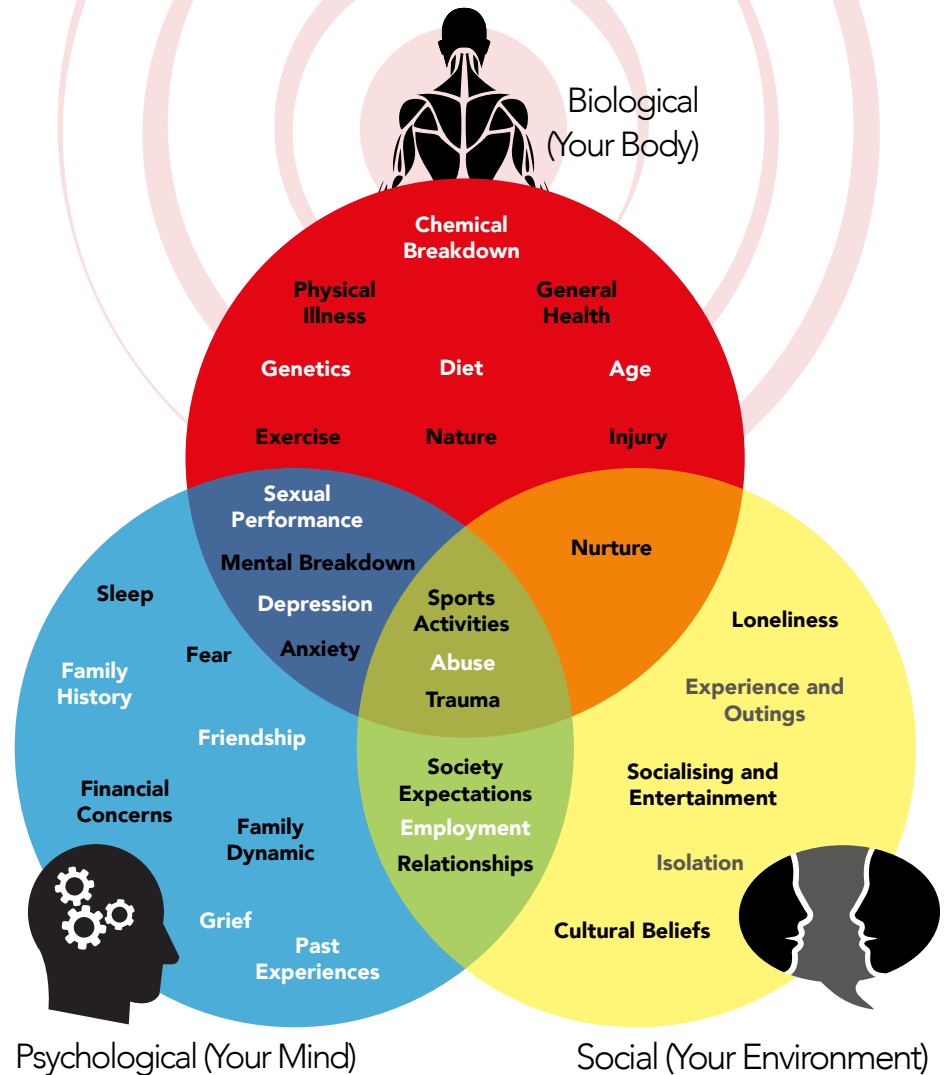 Biological
(Your Body)
Chemical
Breakdown
Physical
Illness
General
Health
Genetics
Diet
Age
Exercise
Nature
Injury
Sexual
Performance
Mental Breakdown
Depression
Anxiety
Nurture
Sports
Activities
Abuse
Trauma
Sleep
Fear
Family
History
Friendship
Financial
Concerns
Family
Dynamic
Grief
Past
Experiences
Society
Expectations
Employment
Relationships
Loneliness
Experience and
Outings
Socialising and
Entertainment
Isolation
Cultural Beliefs
Psychological (Your Mind)
Social (Your Environment)